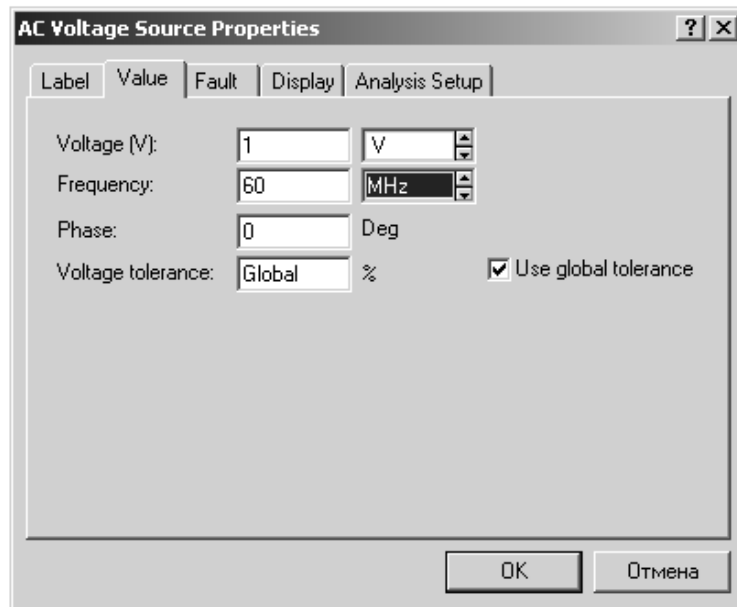 AC Voltage Source Properties ? ×
Label Value Fault Display Analysis Setup
Voltage (V): 1 V
Frequency: 60 MHz
Phase: 0 Deg
Voltage tolerance: Global % Use global tolerance
OK Отмена